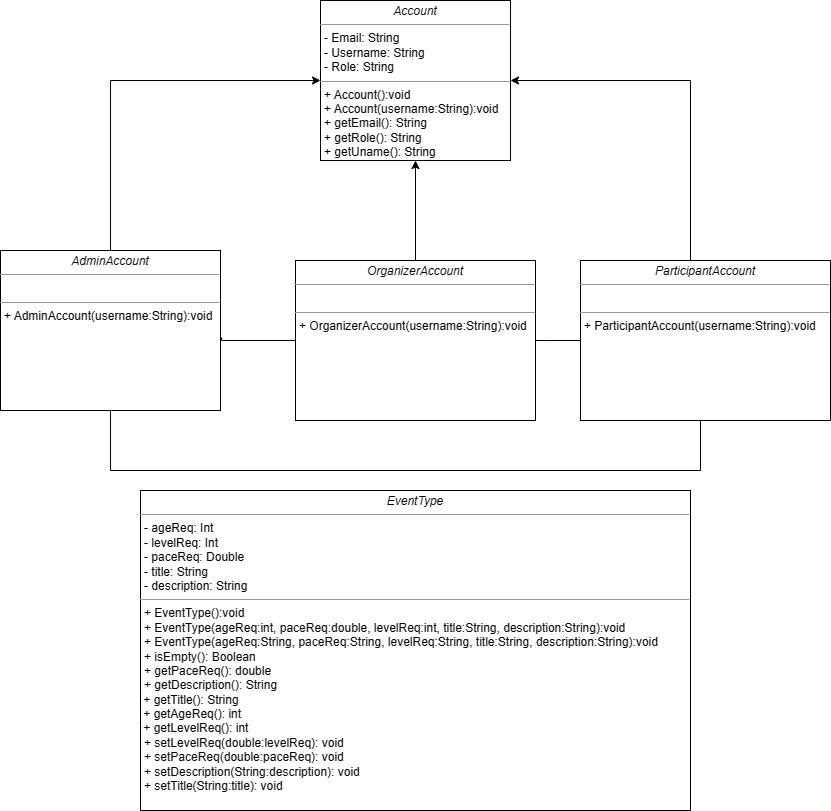 Account
- Email: String
- Username: String
- Role: String
+ Account():void
+ Account(username:String):void
+ getEmail(): String
+ getRole(): String
+ getUname(): String
AdminAccount
+ AdminAccount(username:String):void
OrganizerAccount
+ OrganizerAccount(username:String):void
ParticipantAccount
+ ParticipantAccount(username:String):void
EventType
- ageReq: Int
- levelReq: Int
- paceReq: Double
- title: String
- description: String
+ EventType():void
+ EventType(ageReq:int, paceReq:double, levelReq:int, title:String, description:String):void
+ EventType(ageReq:String, paceReq:String, levelReq:String, title:String, description:String):void
+ isEmpty(): Boolean
+ getPaceReq(): double
+ getDescription(): String
+ getTitle(): String
+ getAgeReq(): int
+ getLevelReq(): int
+ setLevelReq(double:levelReq): void
+ setPaceReq(double:paceReq): void
+ setDescription(String:description): void
+ setTitle(String:title): void